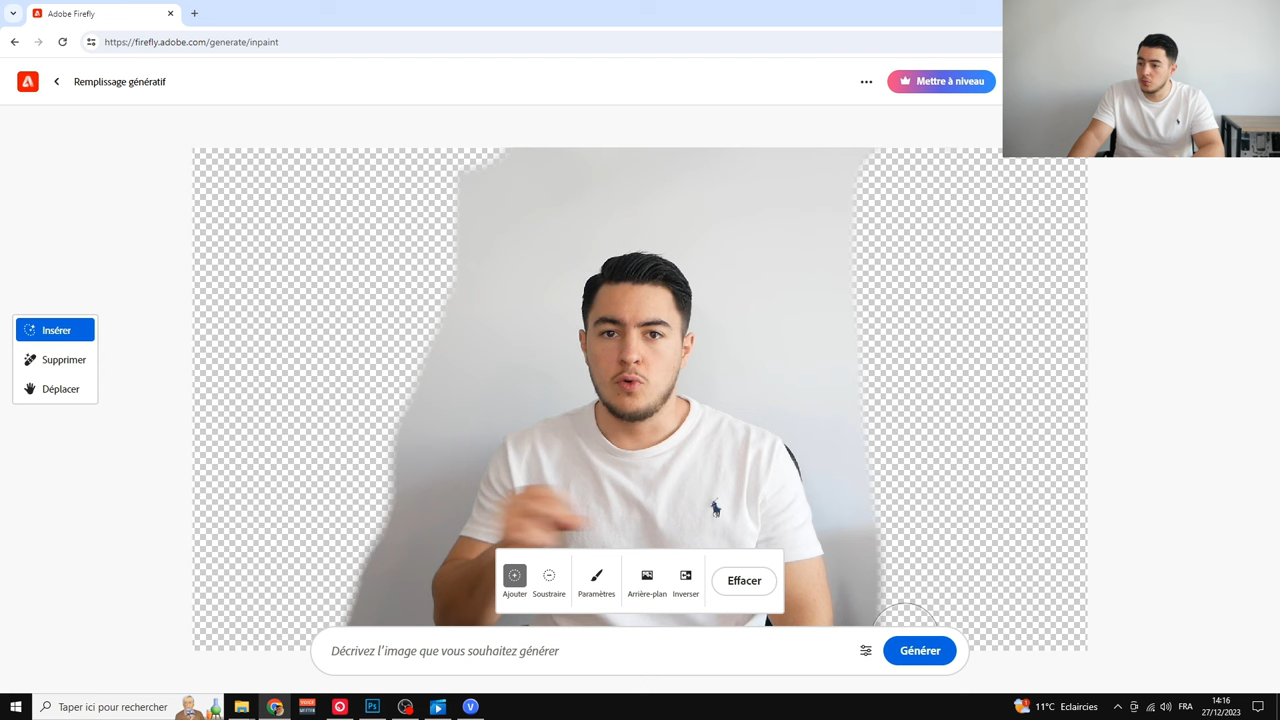 Adobe Firefly
https://firefly.adobe.com/generate/inpaint
Remplissage génératif
Mettre à niveau
Insérer
Supprimer
Déplacer
Ajouter
Soustraire
Paramètres
Arrière-plan
Inverser
Effacer
Décrivez l'image que vous souhaitez générer
Générer
Taper ici pour rechercher
Ps
V
11°C Eclaircies
FRA
14:16
27/12/2023